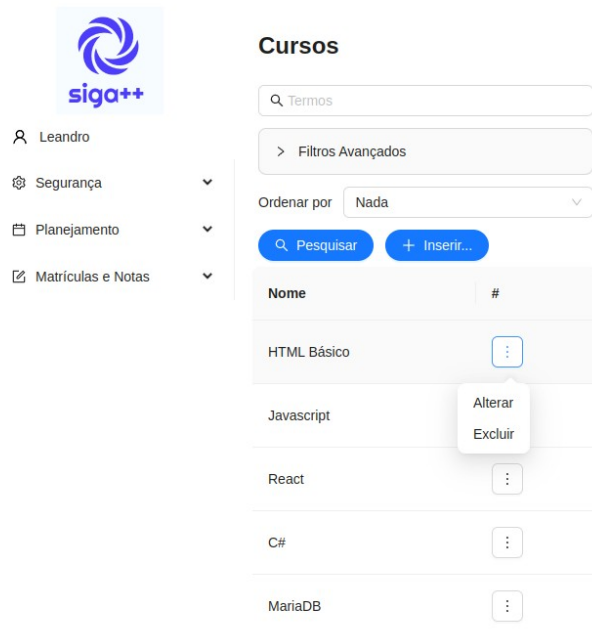 siga++
Leandro
Segurança
Planejamento
Matrículas e Notas
Cursos
Termos
Filtros Avançados
Ordenar por Nada
Pesquisar + Inserir...
Nome #
HTML Básico
Alterar
Javascript
Excluir
React
C#
MariaDB